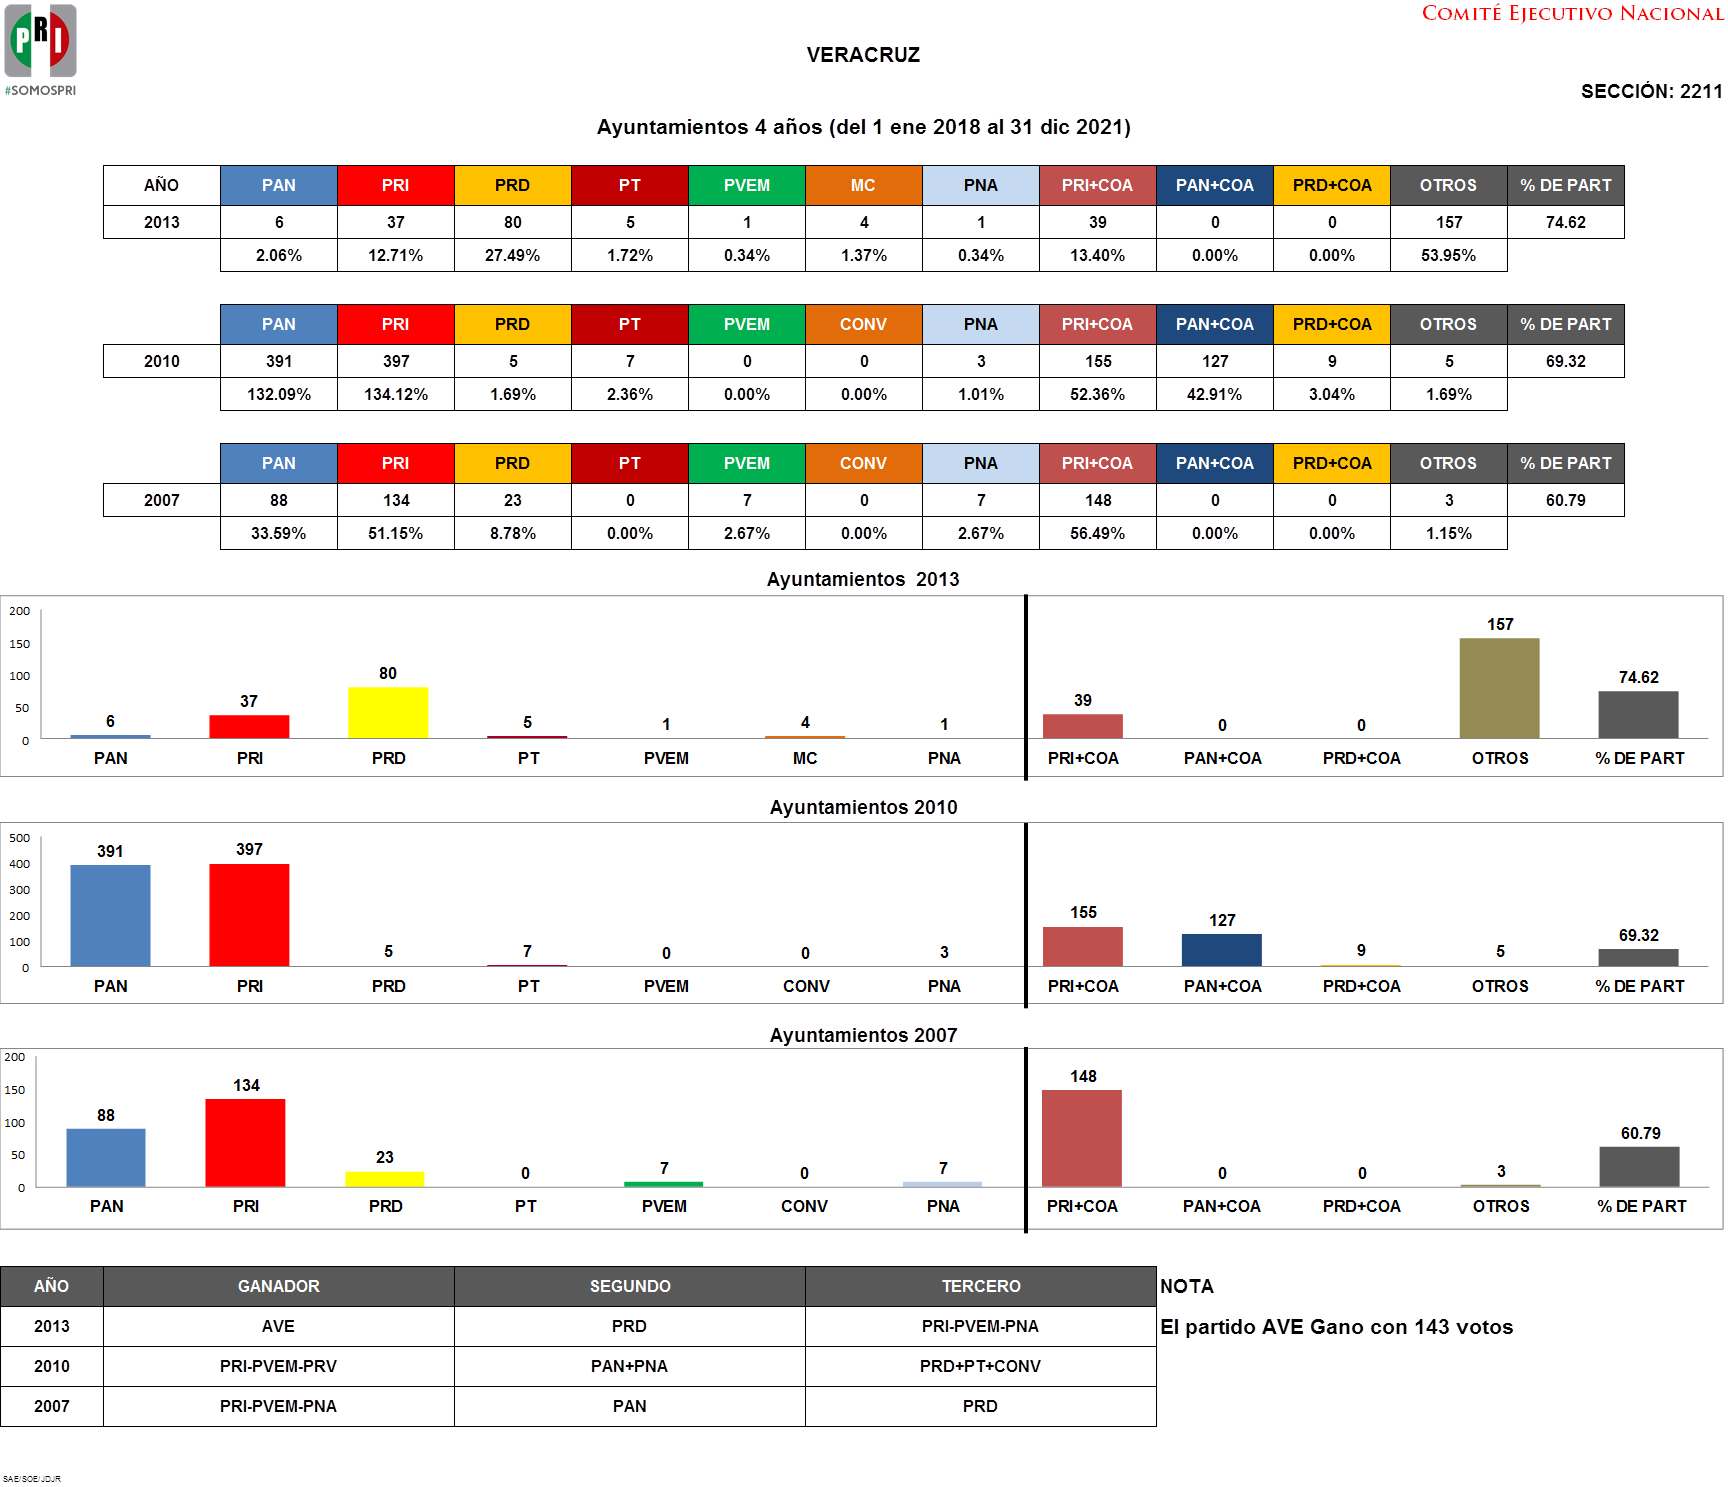 PRI
#SOMOSPRI
COMITÉ EJECUTIVO NACIONAL
VERACRUZ
SECCIÓN: 2211
Ayuntamientos 4 años (del 1 ene 2018 al 31 dic 2021)
AÑO PAN PRI PRD PT PVEM MC PNA PRI+COA PAN+COA PRD+COA OTROS % DE PART
2013 6 37 80 5 1 4 1 39 0 0 157 74.62
2.06% 12.71% 27.49% 1.72% 0.34% 1.37% 0.34% 13.40% 0.00% 0.00% 53.95%
PAN PRI PRD PT PVEM CONV PNA PRI+COA PAN+COA PRD+COA OTROS % DE PART
2010 391 397 5 7 0 0 3 155 127 9 5 69.32
132.09% 134.12% 1.69% 2.36% 0.00% 0.00% 1.01% 52.36% 42.91% 3.04% 1.69%
PAN PRI PRD PT PVEM CONV PNA PRI+COA PAN+COA PRD+COA OTROS % DE PART
2007 88 134 23 0 7 0 7 148 0 0 3 60.79
33.59% 51.15% 8.78% 0.00% 2.67% 0.00% 2.67% 56.49% 0.00% 0.00% 1.15%
Ayuntamientos 2013
200
150
100
50
0
6 37 80 5 1 4 1 39 0 0 157 74.62
PAN PRI PRD PT PVEM MC PNA PRI+COA PAN+COA PRD+COA OTROS % DE PART
Ayuntamientos 2010
500
400
300
200
100
0
391 397 5 7 0 0 3 155 127 9 5 69.32
PAN PRI PRD PT PVEM CONV PNA PRI+COA PAN+COA PRD+COA OTROS % DE PART
Ayuntamientos 2007
200
150
100
50
0
88 134 23 0 7 0 7 148 0 0 3 60.79
PAN PRI PRD PT PVEM CONV PNA PRI+COA PAN+COA PRD+COA OTROS % DE PART
AÑO GANADOR SEGUNDO TERCERO NOTA
2013 AVE PRD PRI-PVEM-PNA El partido AVE Gano con 143 votos
2010 PRI-PVEM-PRV PAN+PNA PRD+PT+CONV
2007 PRI-PVEM-PNA PAN PRD
SAE/SOE/JDJR